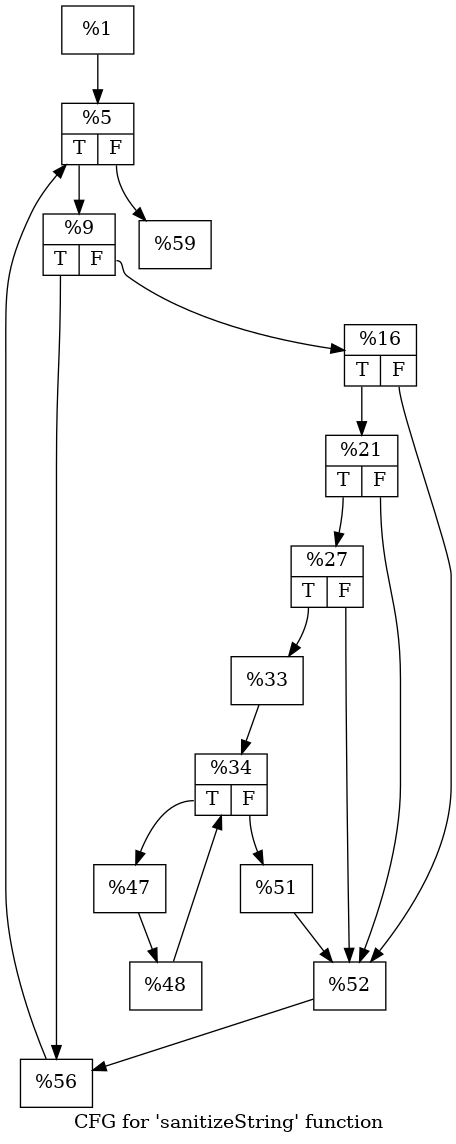 %1
%5
T F
%9
T F
%59
%16
T F
%21
T F
%27
T F
%33
%34
T F
%47
%51
%48
%52
%56
CFG for 'sanitizeString' function